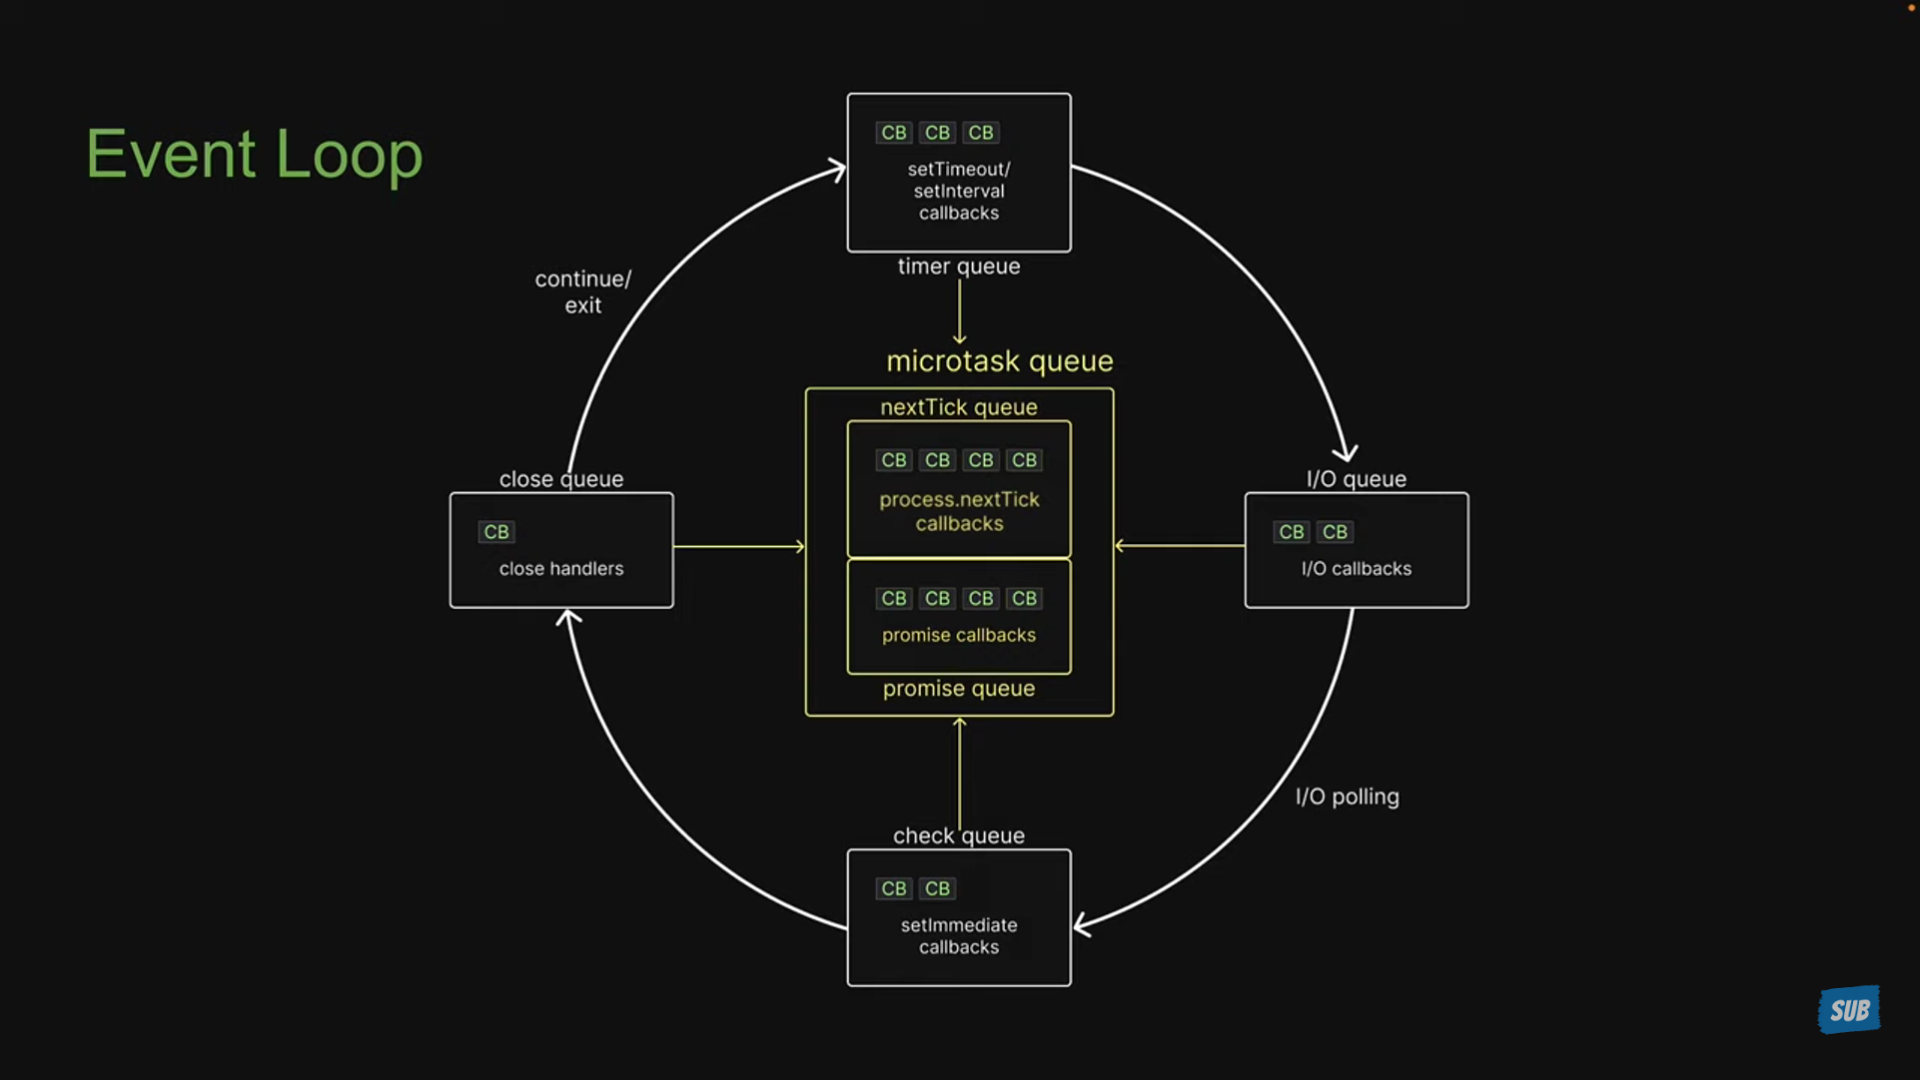 Event Loop
CB CB CB
setTimeout/
setInterval
callbacks
timer queue
continue/
exit
microtask queue
nextTick queue
CB CB CB CB
process.nextTick
callbacks
CB CB CB CB
promise callbacks
promise queue
close queue
CB
close handlers
I/O queue
CB CB
I/O callbacks
I/O polling
check queue
CB CB
setImmediate
callbacks
SUB